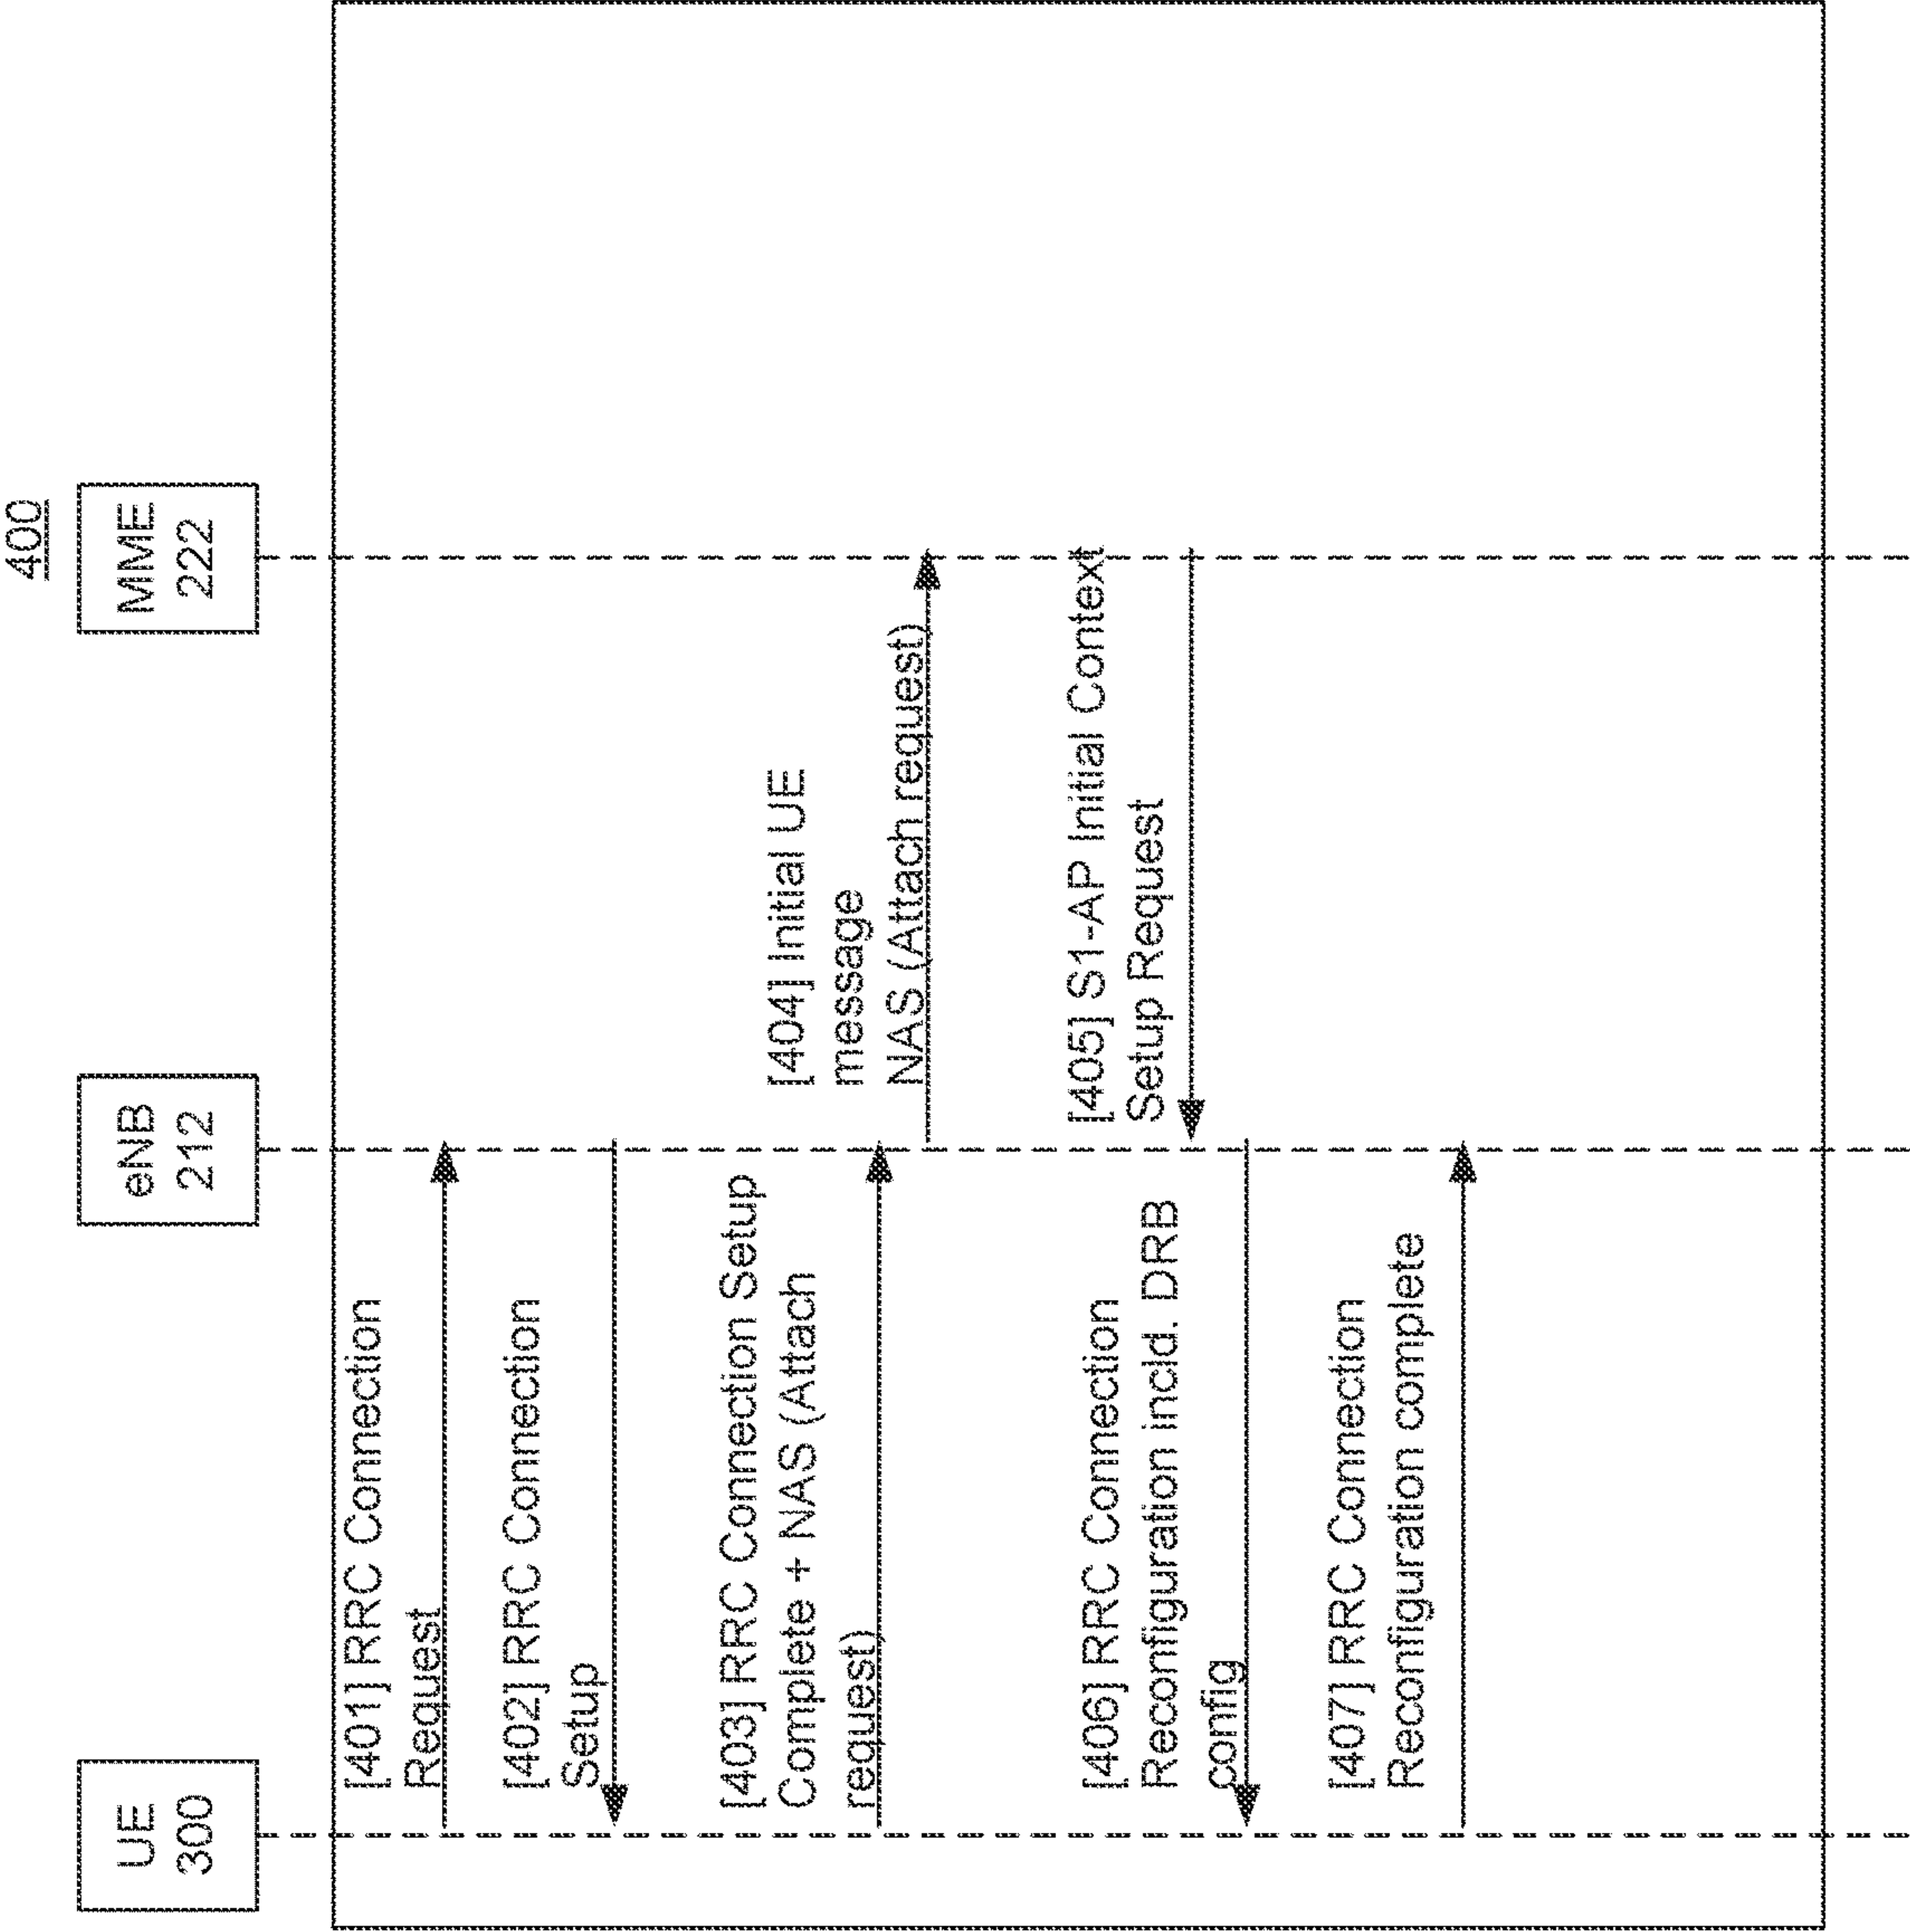 400
UE
300
eNB
212
MME
222
[401] RRC Connection
Request
[402] RRC Connection
Setup
[403] RRC Connection Setup
Complete + NAS (Attach
request)
[404] Initial UE
message
NAS (Attach request)
[405] S1-AP Initial Context
Setup Request
[406] RRC Connection
Reconfiguration incld. DRB
config
[407] RRC Connection
Reconfiguration complete